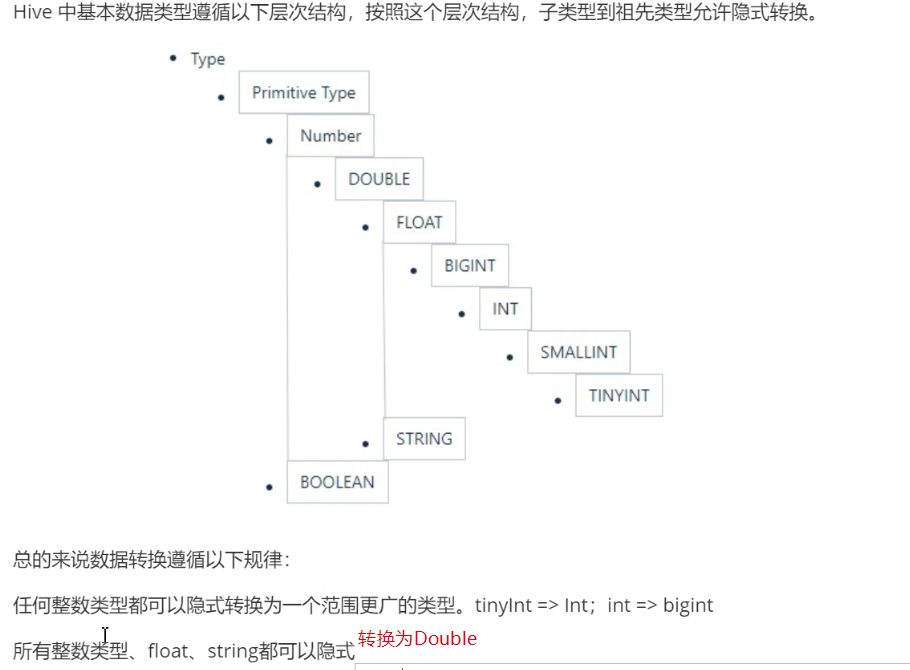 Hive 中基本数据类型遵循以下层次结构，按照这个层次结构，子类型到祖先类型允许隐式转换。
Type
Primitive Type
Number
DOUBLE
FLOAT
BIGINT
INT
SMALLINT
TINYINT
STRING
BOOLEAN
总的来说数据转换遵循以下规律：
任何整数类型都可以隐式转换为一个范围更广的类型。tinyInt => Int；int => bigint
所有整数类型、float、string都可以隐式转换为Double